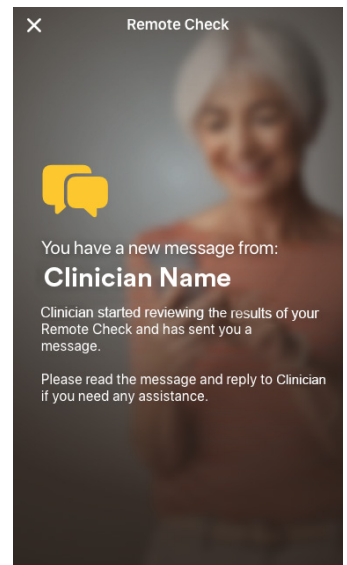 Remote Check
You have a new message from:
Clinician Name
Clinician started reviewing the results of your
Remote Check and has sent you a
message.
Please read the message and reply to Clinician
if you need any assistance.